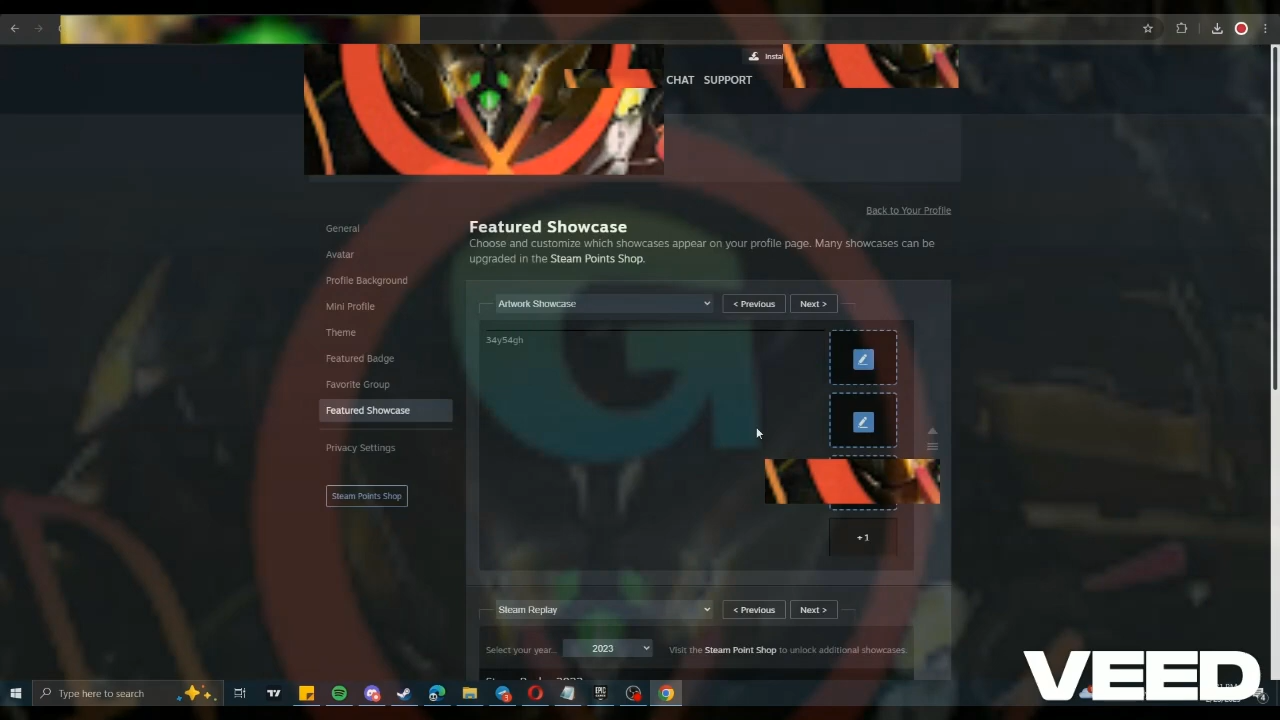 Instal
CHAT SUPPORT
Back to Your Profile
General
Avatar
Profile Background
Mini Profile
Theme
Featured Badge
Favorite Group
Featured Showcase
Privacy Settings
Steam Points Shop
Featured Showcase
Choose and customize which showcases appear on your profile page. Many showcases can be
upgraded in the Steam Points Shop.
Artwork Showcase
< Previous
Next >
34y54gh
+1
Steam Replay
< Previous
Next >
Select your year...
2023
Visit the Steam Point Shop to unlock additional showcases.
VEED
Type here to search